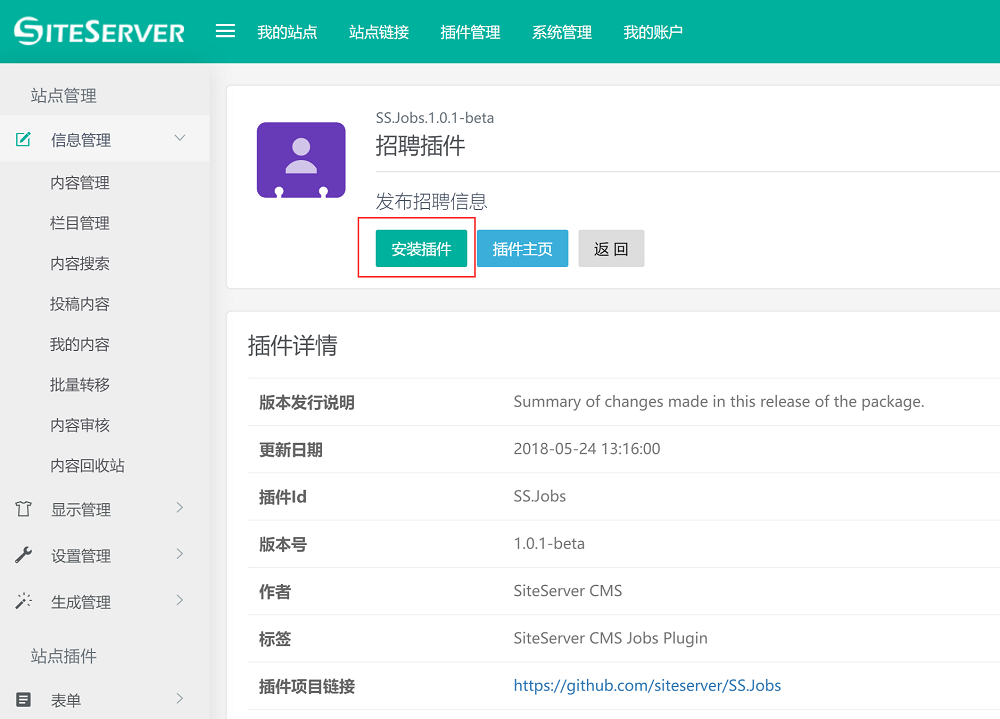 SITESERVER
我的站点 站点链接 插件管理 系统管理 我的账户
站点管理
信息管理
内容管理
栏目管理
内容搜索
投稿内容
我的内容
批量转移
内容审核
内容回收站
显示管理
设置管理
生成管理
站点插件
表单
SS.Jobs.1.0.1-beta
招聘插件
发布招聘信息
安装插件 插件主页 返 回
插件详情
版本发行说明 Summary of changes made in this release of the package.
更新日期 2018-05-24 13:16:00
插件Id SS.Jobs
版本号 1.0.1-beta
作者 SiteServer CMS
标签 SiteServer CMS Jobs Plugin
插件项目链接 https://github.com/siteserver/SS.Jobs